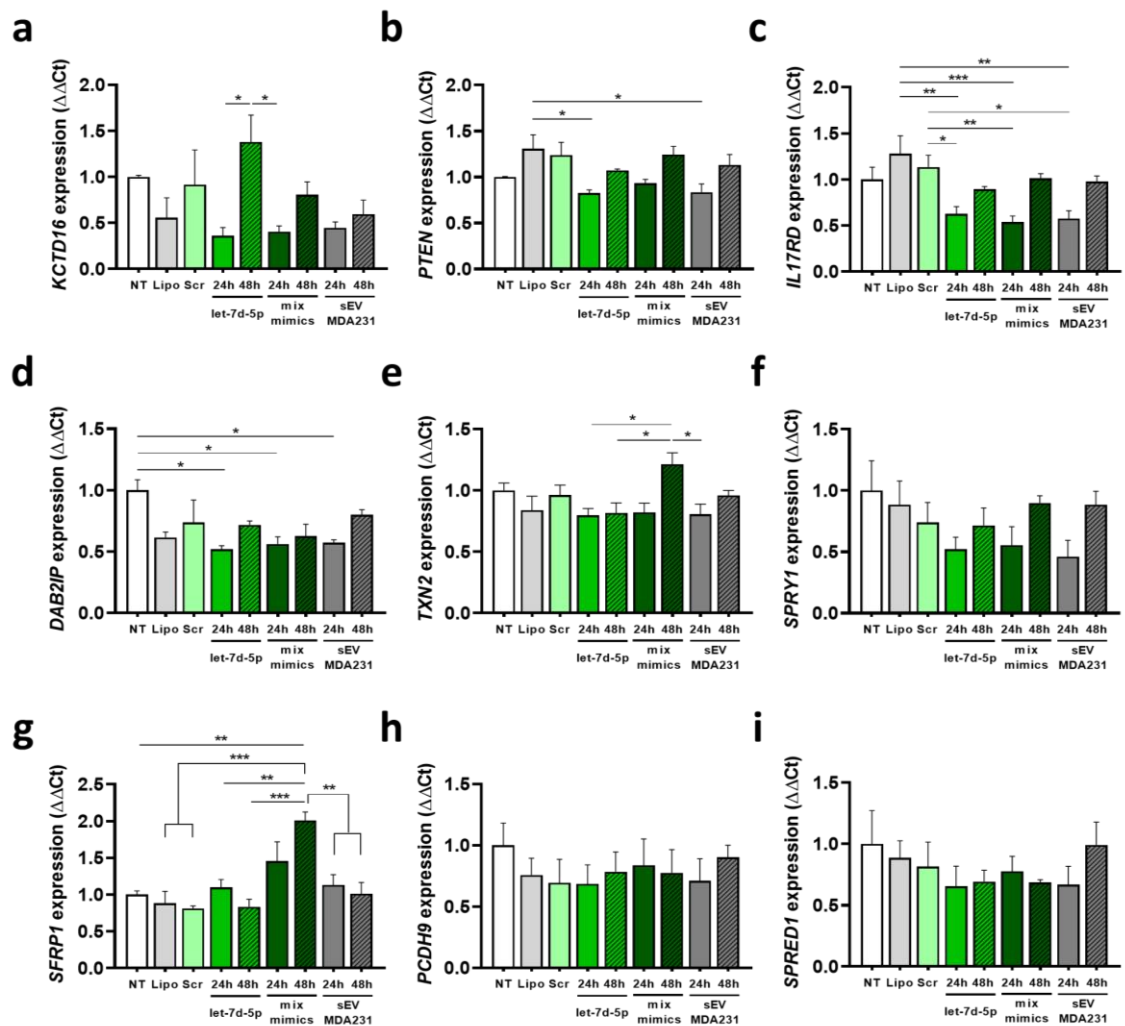 a
KCTD16 expression (ΔΔCt)
2.0
1.5
1.0
0.5
0.0
* *
NT Lipo Scr 24h 48h 24h 48h 24h 48h
let-7d-5p mix mimics sEV MDA231
b
PTEN expression (ΔΔCt)
2.0
1.5
1.0
0.5
0.0
*
*
NT Lipo Scr 24h 48h 24h 48h 24h 48h
let-7d-5p mix mimics sEV MDA231
c
IL17RD expression (ΔΔCt)
2.0
1.5
1.0
0.5
0.0
**
***
**
*
**
*
NT Lipo Scr 24h 48h 24h 48h 24h 48h
let-7d-5p mix mimics sEV MDA231
d
DAB2IP expression (ΔΔCt)
1.5
1.0
0.5
0.0
*
*
*
NT Lipo Scr 24h 48h 24h 48h 24h 48h
let-7d-5p mix mimics sEV MDA231
e
TXN2 expression (ΔΔCt)
1.5
1.0
0.5
0.0
*
* *
NT Lipo Scr 24h 48h 24h 48h 24h 48h
let-7d-5p mix mimics sEV MDA231
f
SPRY1 expression (ΔΔCt)
1.5
1.0
0.5
0.0
NT Lipo Scr 24h 48h 24h 48h 24h 48h
let-7d-5p mix mimics sEV MDA231
g
SFRP1 expression (ΔΔCt)
2.5
2.0
1.5
1.0
0.5
0.0
**
***
**
**
***
NT Lipo Scr 24h 48h 24h 48h 24h 48h
let-7d-5p mix mimics sEV MDA231
h
PCDH9 expression (ΔΔCt)
1.5
1.0
0.5
0.0
NT Lipo Scr 24h 48h 24h 48h 24h 48h
let-7d-5p mix mimics sEV MDA231
i
SPRED1 expression (ΔΔCt)
1.5
1.0
0.5
0.0
NT Lipo Scr 24h 48h 24h 48h 24h 48h
let-7d-5p mix mimics sEV MDA231